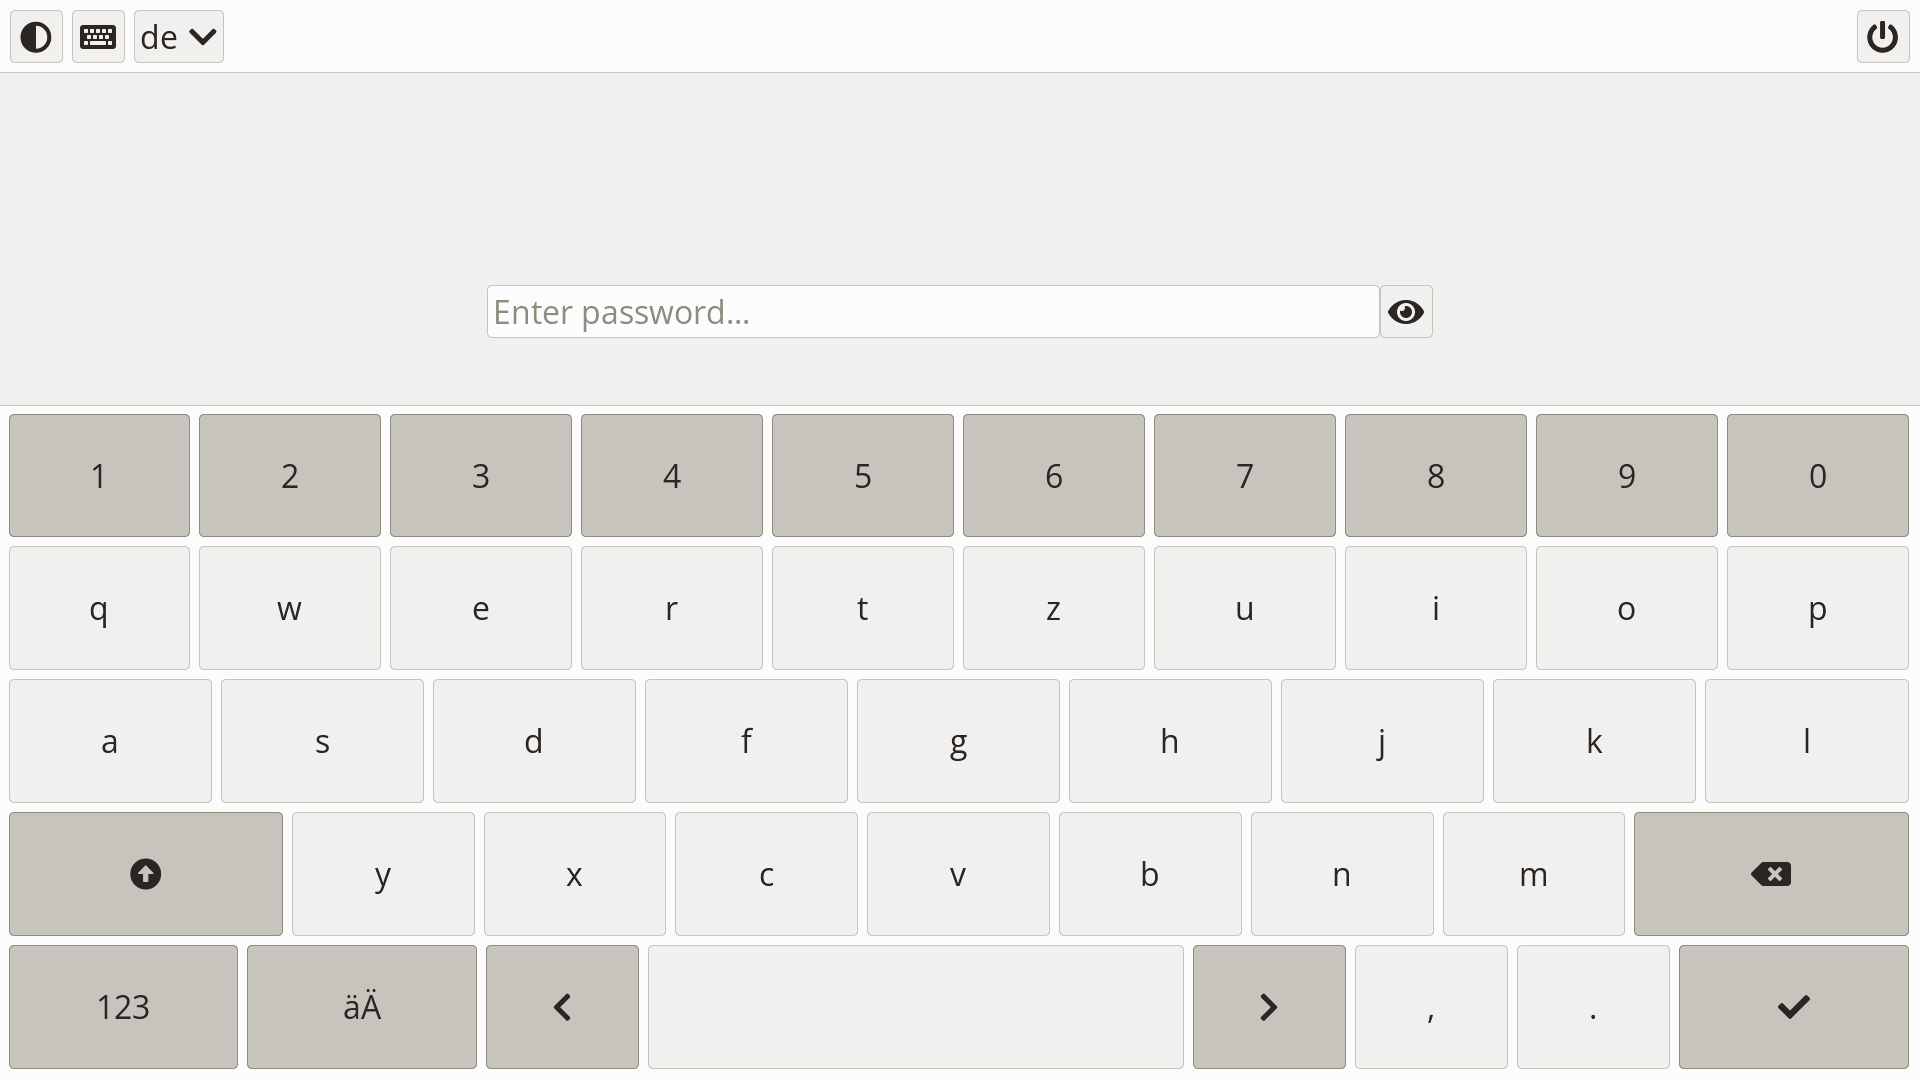 de
Enter password...
1 2 3 4 5 6 7 8 9 0
q w e r t z u i o p
a s d f g h j k l
y x c v b n m
123 äÄ , .